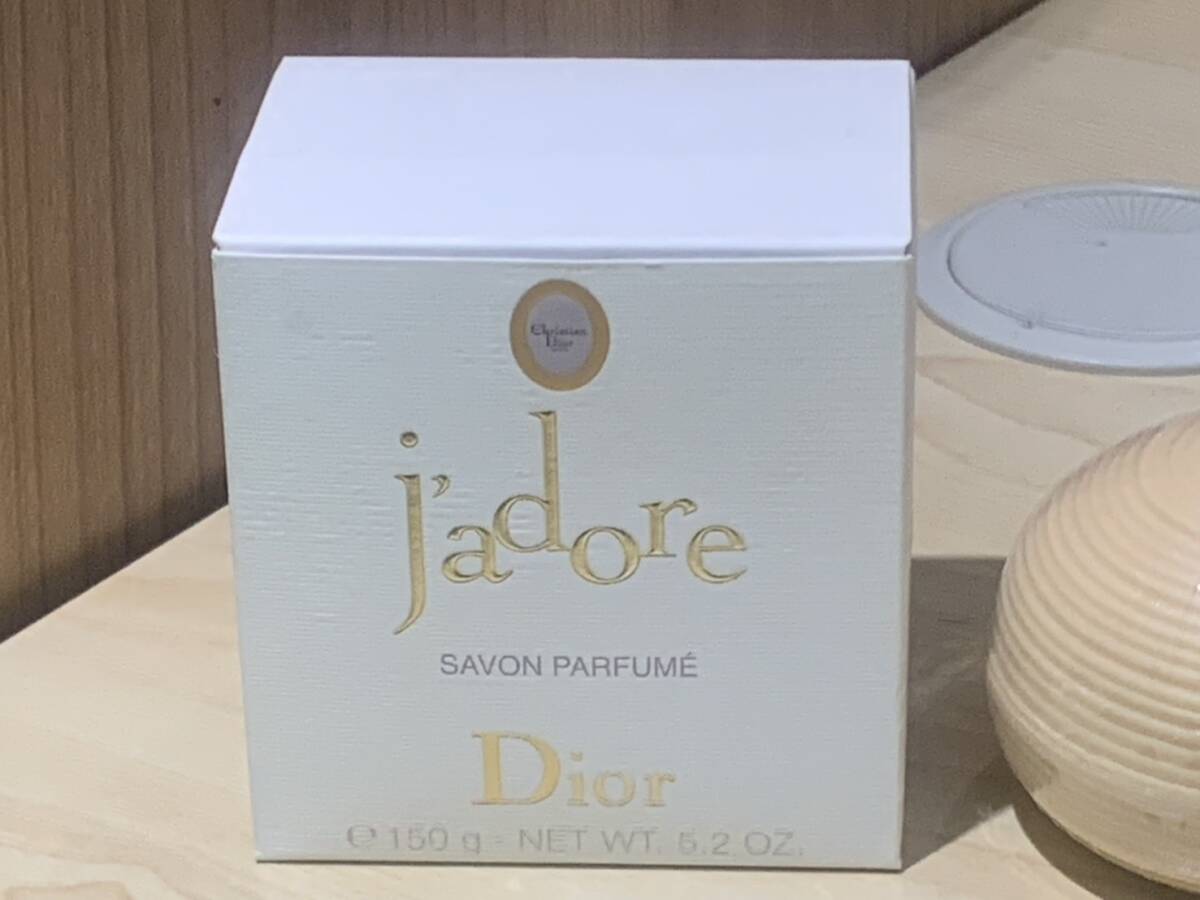 Christian
Dior
j'adore
SAVON PARFUMÉ
Dior
℮ 150 g - NET WT. 5.2 OZ.